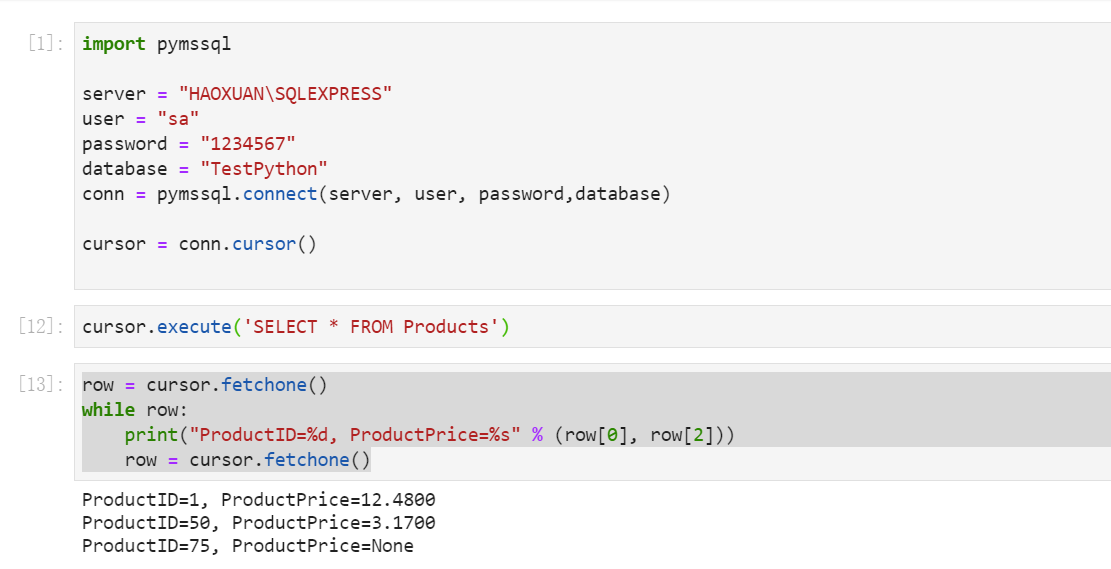 [1]:
import pymssql
server = "HAOXUAN\SQLEXPRESS"
user = "sa"
password = "1234567"
database = "TestPython"
conn = pymssql.connect(server, user, password,database)
cursor = conn.cursor()
[12]:
cursor.execute('SELECT * FROM Products')
[13]:
row = cursor.fetchone()
while row:
    print("ProductID=%d, ProductPrice=%s" % (row[0], row[2]))
    row = cursor.fetchone()
ProductID=1, ProductPrice=12.4800
ProductID=50, ProductPrice=3.1700
ProductID=75, ProductPrice=None